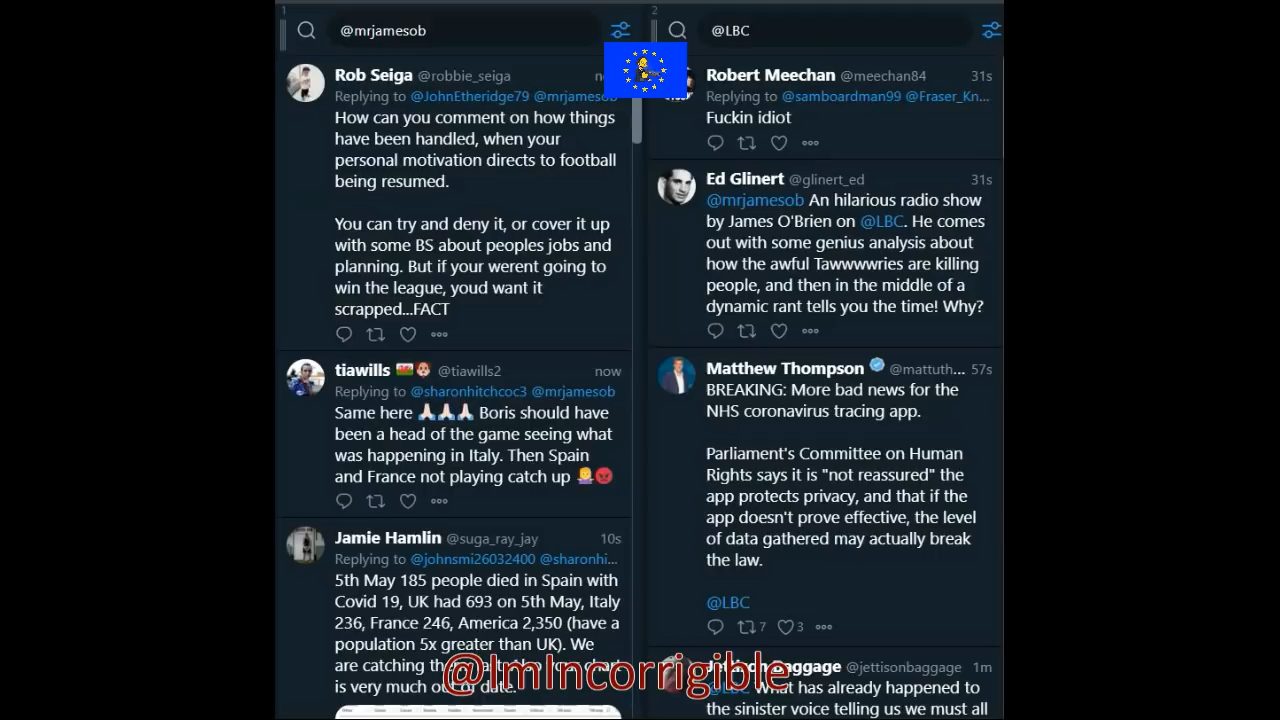 1
@mrjamesob
Rob Seiga @robbie_seiga
Replying to @JohnEtheridge79 @mrjamesob
How can you comment on how things
have been handled, when your
personal motivation directs to football
being resumed.
You can try and deny it, or cover it up
with some BS about peoples jobs and
planning. But if your werent going to
win the league, youd want it
scrapped...FACT
tiawills @tiawills2 now
Replying to @sharonhitchcoc3 @mrjamesob
Same here 🙏🏻🙏🏻🙏🏻 Boris should have
been a head of the game seeing what
was happening in Italy. Then Spain
and France not playing catch up
Jamie Hamlin @suga_ray_jay 10s
Replying to @johnsmi26032400 @sharonhi...
5th May 185 people died in Spain with
Covid 19, UK had 693 on 5th May, Italy
236, France 246, America 2,350 (have a
population 5x greater than UK). We
are catching
is very much out of date.
2
@LBC
Robert Meechan @meechan84 31s
Replying to @samboardman99 @Fraser_Kn...
Fuckin idiot
Ed Glinert @glinert_ed 31s
@mrjamesob An hilarious radio show
by James O'Brien on @LBC. He comes
out with some genius analysis about
how the awful Tawwwwries are killing
people, and then in the middle of a
dynamic rant tells you the time! Why?
Matthew Thompson @mattuth... 57s
BREAKING: More bad news for the
NHS coronavirus tracing app.
Parliament's Committee on Human
Rights says it is "not reassured" the
app protects privacy, and that if the
app doesn't prove effective, the level
of data gathered may actually break
the law.
@LBC
7 3
Jettison Baggage @jettisonbaggage 1m
@LBC What has already happened to
the sinister voice telling us we must all
@ImIncorrigible